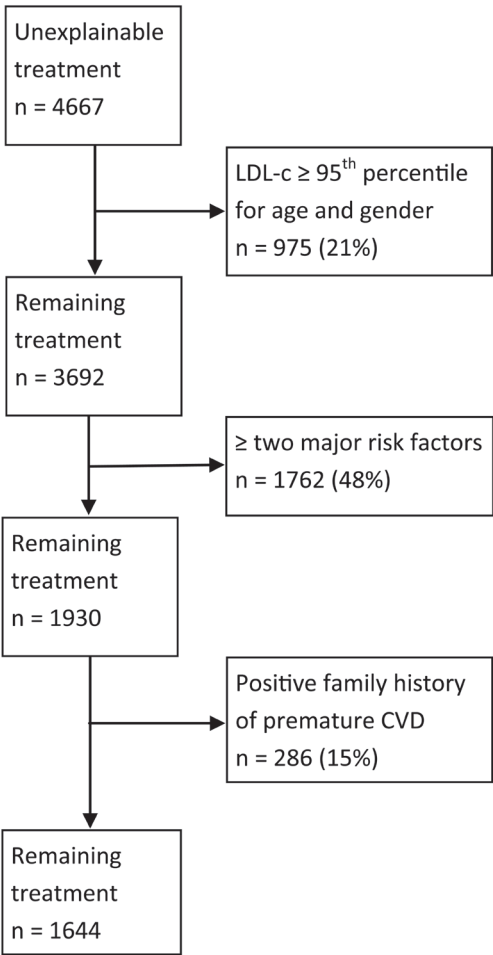 Unexplainable
treatment
n = 4667
LDL-c ≥ 95th percentile
for age and gender
n = 975 (21%)
Remaining
treatment
n = 3692
≥ two major risk factors
n = 1762 (48%)
Remaining
treatment
n = 1930
Positive family history
of premature CVD
n = 286 (15%)
Remaining
treatment
n = 1644